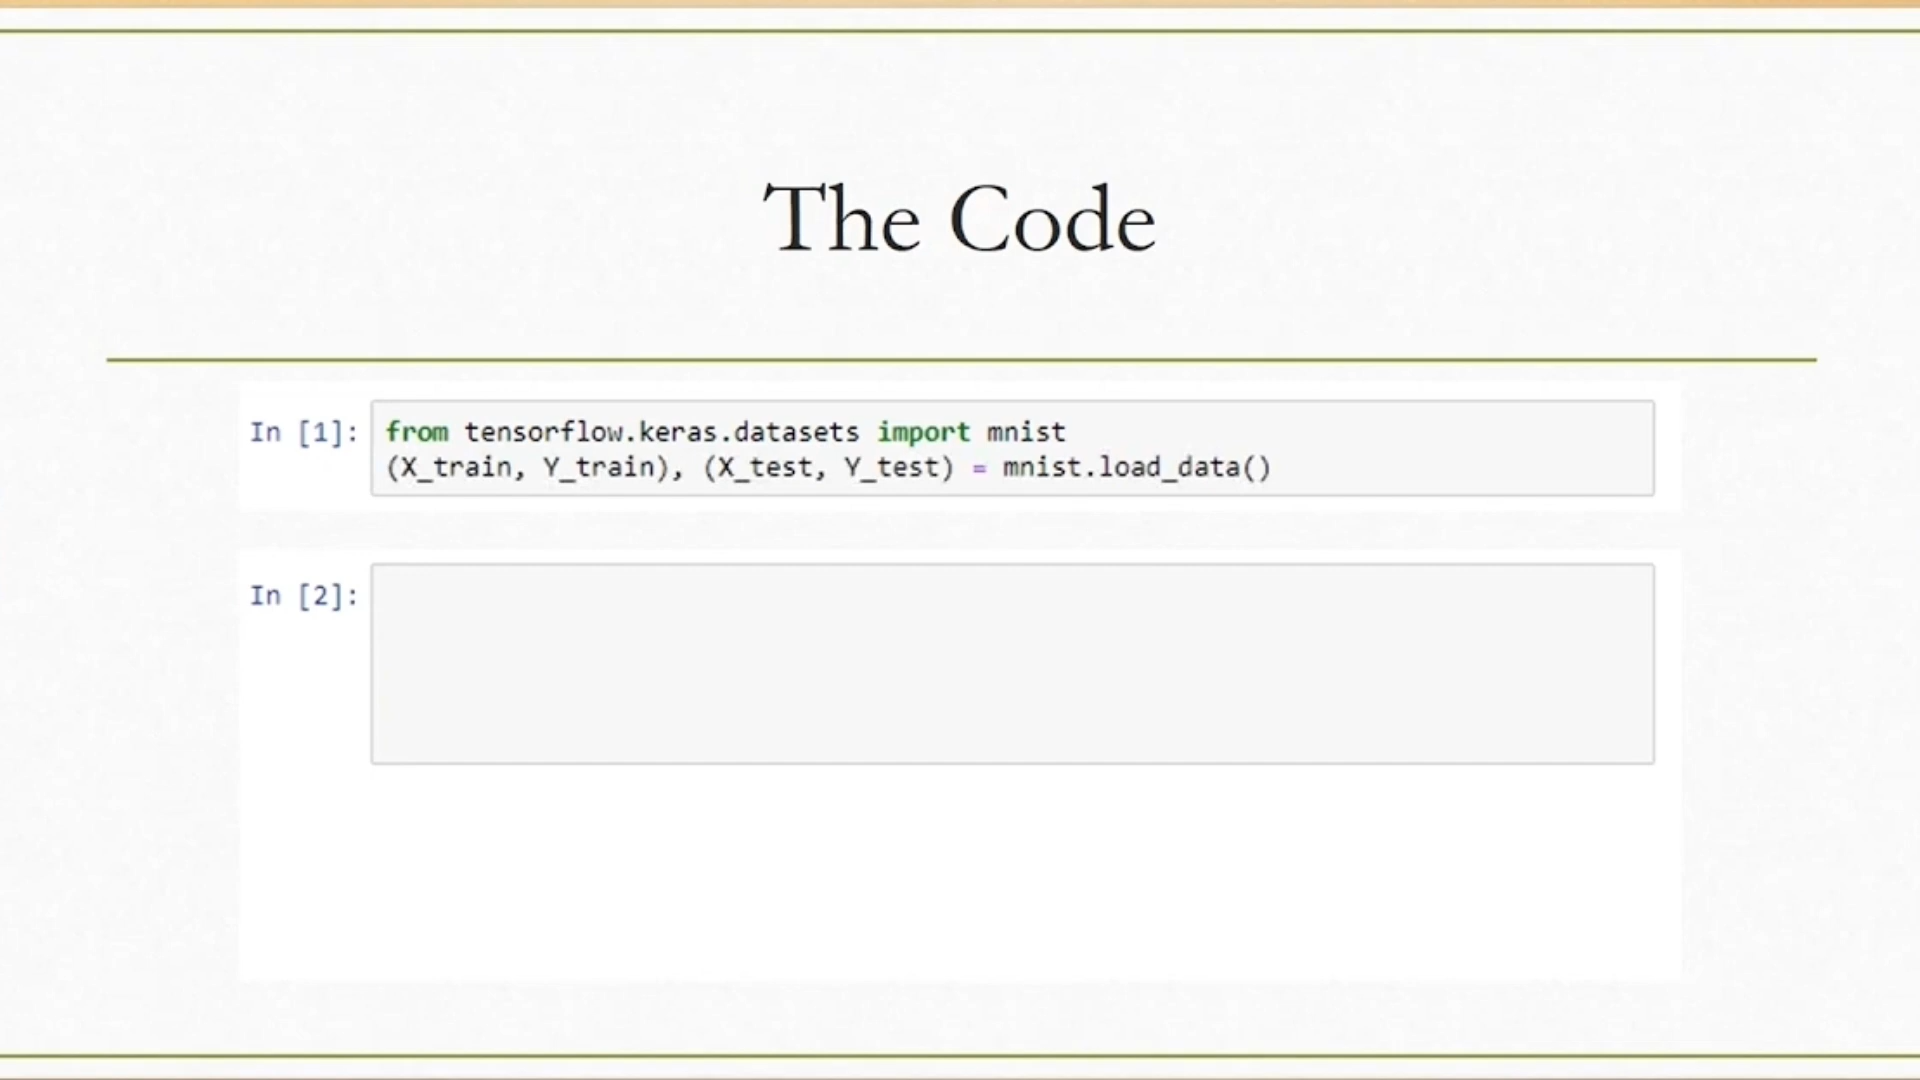 The Code
In [1]:
from tensorflow.keras.datasets import mnist
(X_train, Y_train), (X_test, Y_test) = mnist.load_data()
In [2]: